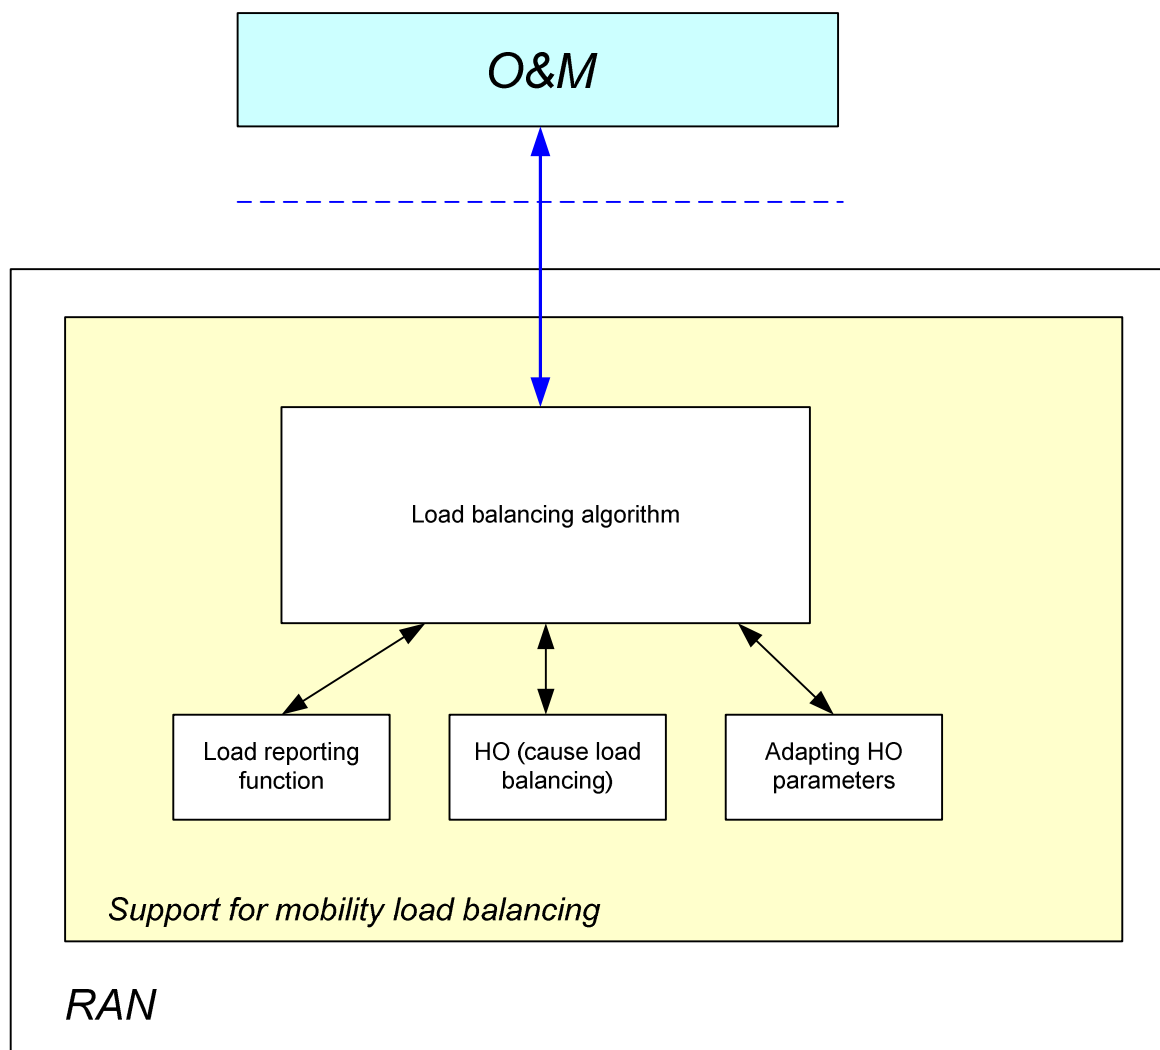 O&M
Load balancing algorithm
Load reporting
function
HO (cause load
balancing)
Adapting HO
parameters
Support for mobility load balancing
RAN